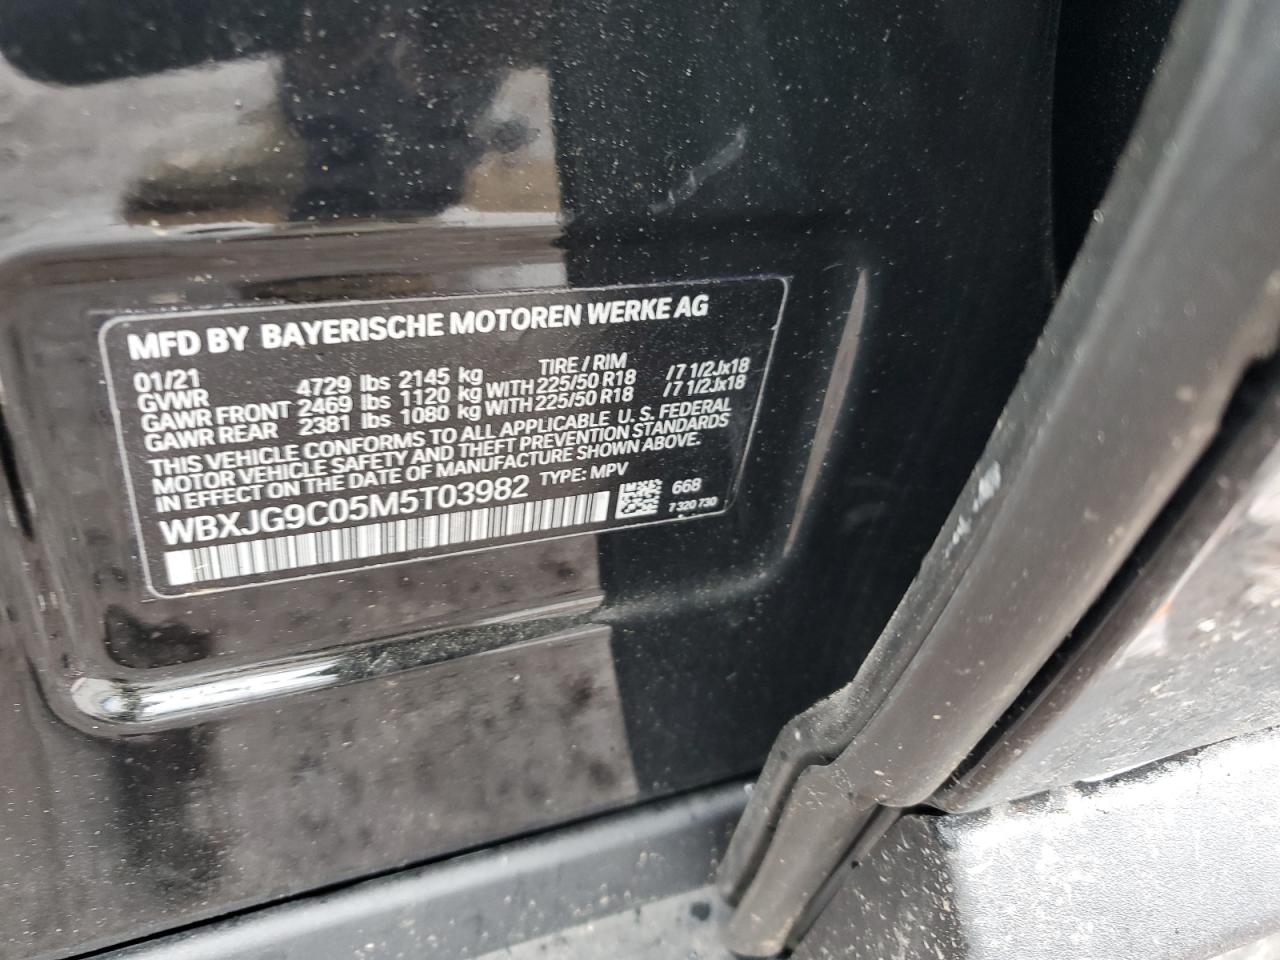 MFD BY BAYERISCHE MOTOREN WERKE AG
01/21 TIRE / RIM
GVWR 4729 lbs 2145 kg
GAWR FRONT 2469 lbs 1120 kg WITH 225/50 R18 /7 1/2Jx18
GAWR REAR 2381 lbs 1080 kg WITH 225/50 R18 /7 1/2Jx18
THIS VEHICLE CONFORMS TO ALL APPLICABLE U. S. FEDERAL
MOTOR VEHICLE SAFETY AND THEFT PREVENTION STANDARDS
IN EFFECT ON THE DATE OF MANUFACTURE SHOWN ABOVE.
WBXJG9C05M5T03982 TYPE: MPV
668
7 320 730